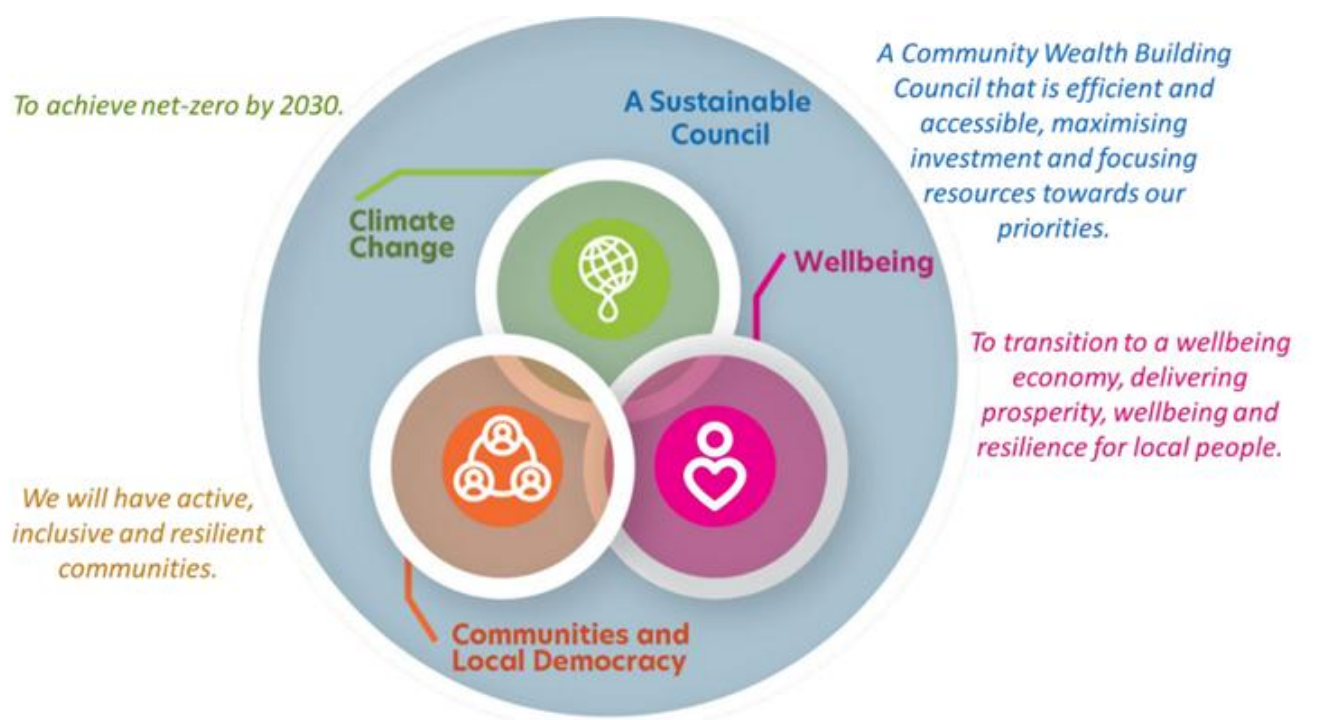 To achieve net-zero by 2030.
A Sustainable
Council
A Community Wealth Building
Council that is efficient and
accessible, maximising
investment and focusing
resources towards our
priorities.
Climate
Change
Wellbeing
To transition to a wellbeing
economy, delivering
prosperity, wellbeing and
resilience for local people.
We will have active,
inclusive and resilient
communities.
Communities and
Local Democracy